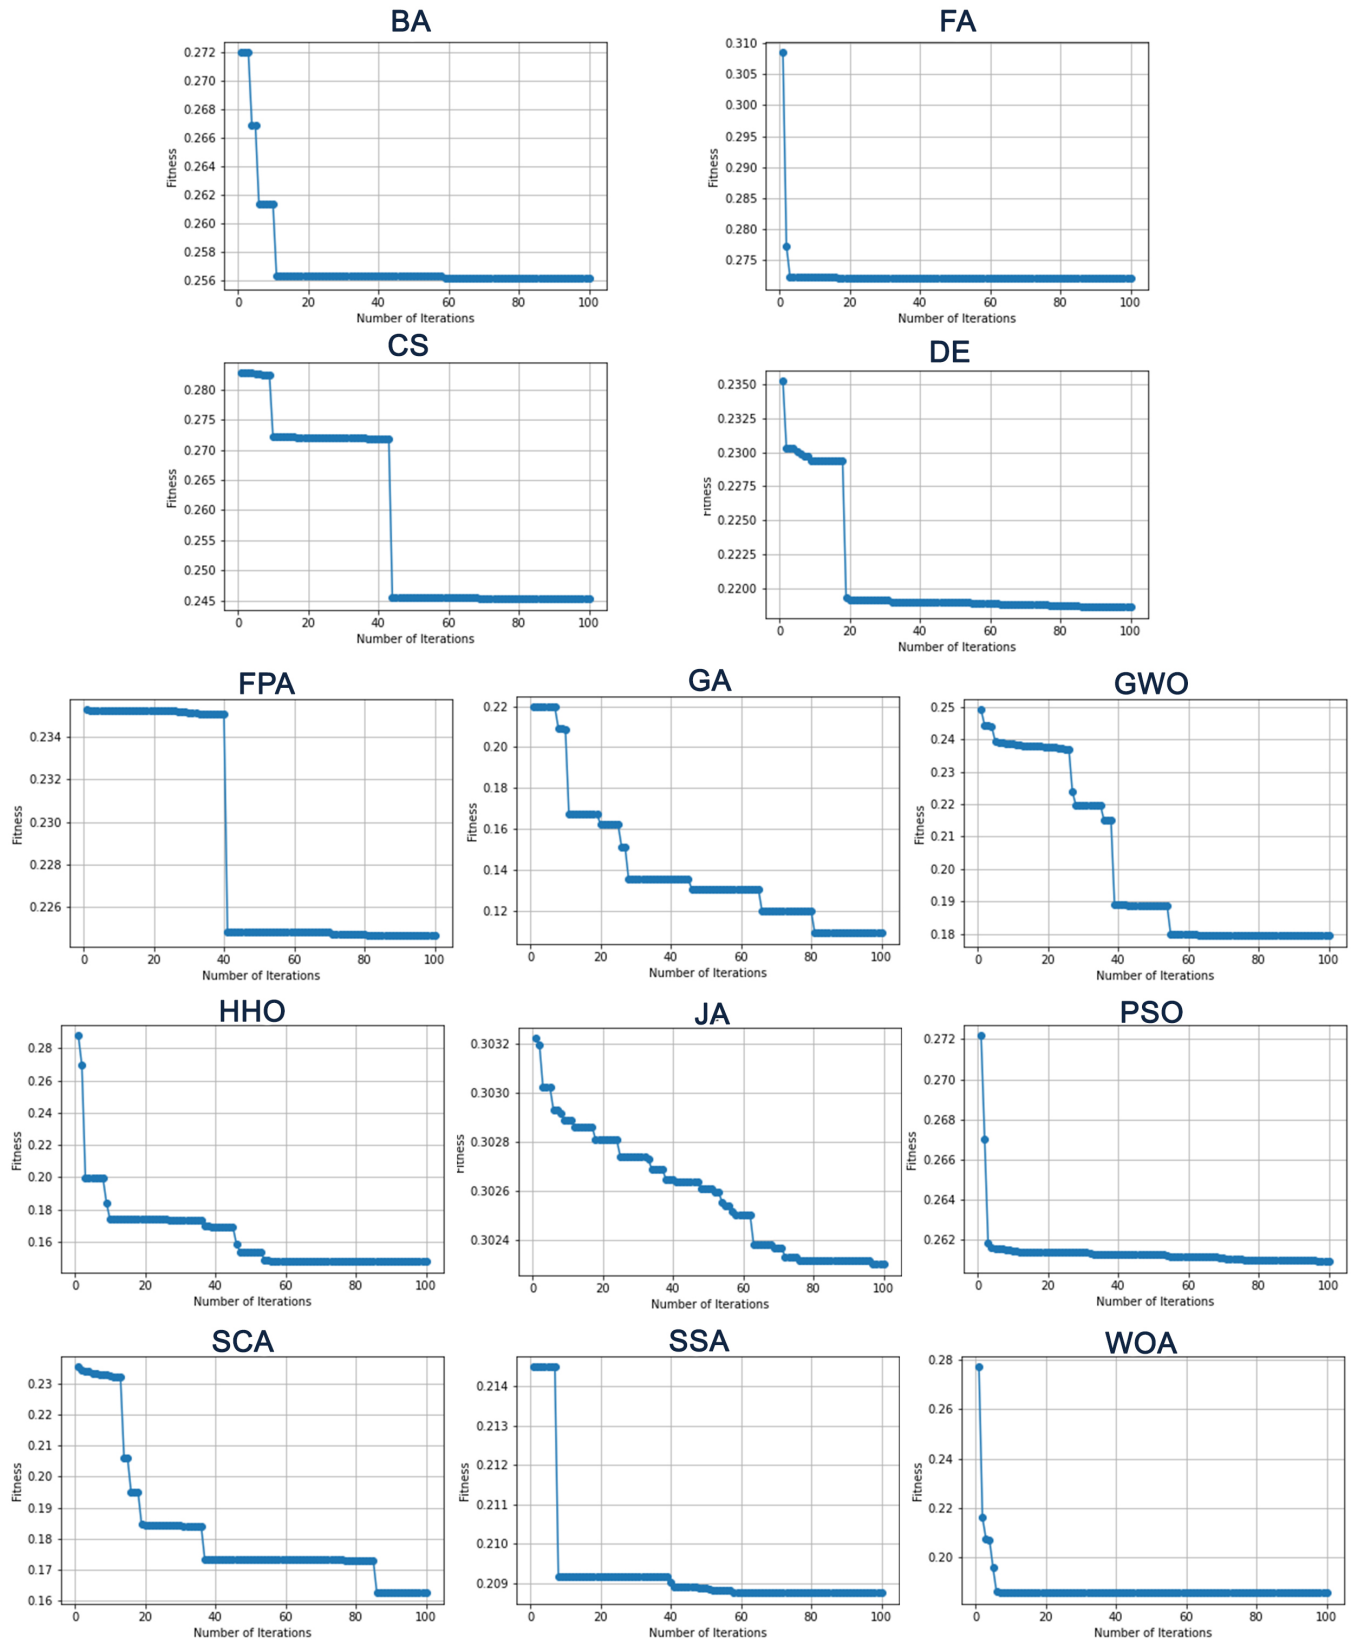 BA
0.272
0.270
0.268
0.266
0.264
0.262
0.260
0.258
0.256
Fitness
0 20 40 60 80 100
Number of Iterations
FA
0.310
0.305
0.300
0.295
0.290
0.285
0.280
0.275
Fitness
0 20 40 60 80 100
Number of Iterations
CS
0.280
0.275
0.270
0.265
0.260
0.255
0.250
0.245
Fitness
0 20 40 60 80 100
Number of Iterations
DE
0.2350
0.2325
0.2300
0.2275
0.2250
0.2225
0.2200
Fitness
0 20 40 60 80 100
Number of Iterations
FPA
0.234
0.232
0.230
0.228
0.226
Fitness
0 20 40 60 80 100
Number of Iterations
GA
0.22
0.20
0.18
0.16
0.14
0.12
Fitness
0 20 40 60 80 100
Number of Iterations
GWO
0.25
0.24
0.23
0.22
0.21
0.20
0.19
0.18
Fitness
0 20 40 60 80 100
Number of Iterations
HHO
0.28
0.26
0.24
0.22
0.20
0.18
0.16
Fitness
0 20 40 60 80 100
Number of Iterations
JA
0.3032
0.3030
0.3028
0.3026
0.3024
Fitness
0 20 40 60 80 100
Number of Iterations
PSO
0.272
0.270
0.268
0.266
0.264
0.262
Fitness
0 20 40 60 80 100
Number of Iterations
SCA
0.23
0.22
0.21
0.20
0.19
0.18
0.17
0.16
Fitness
0 20 40 60 80 100
Number of Iterations
SSA
0.214
0.213
0.212
0.211
0.210
0.209
Fitness
0 20 40 60 80 100
Number of Iterations
WOA
0.28
0.26
0.24
0.22
0.20
Fitness
0 20 40 60 80 100
Number of Iterations